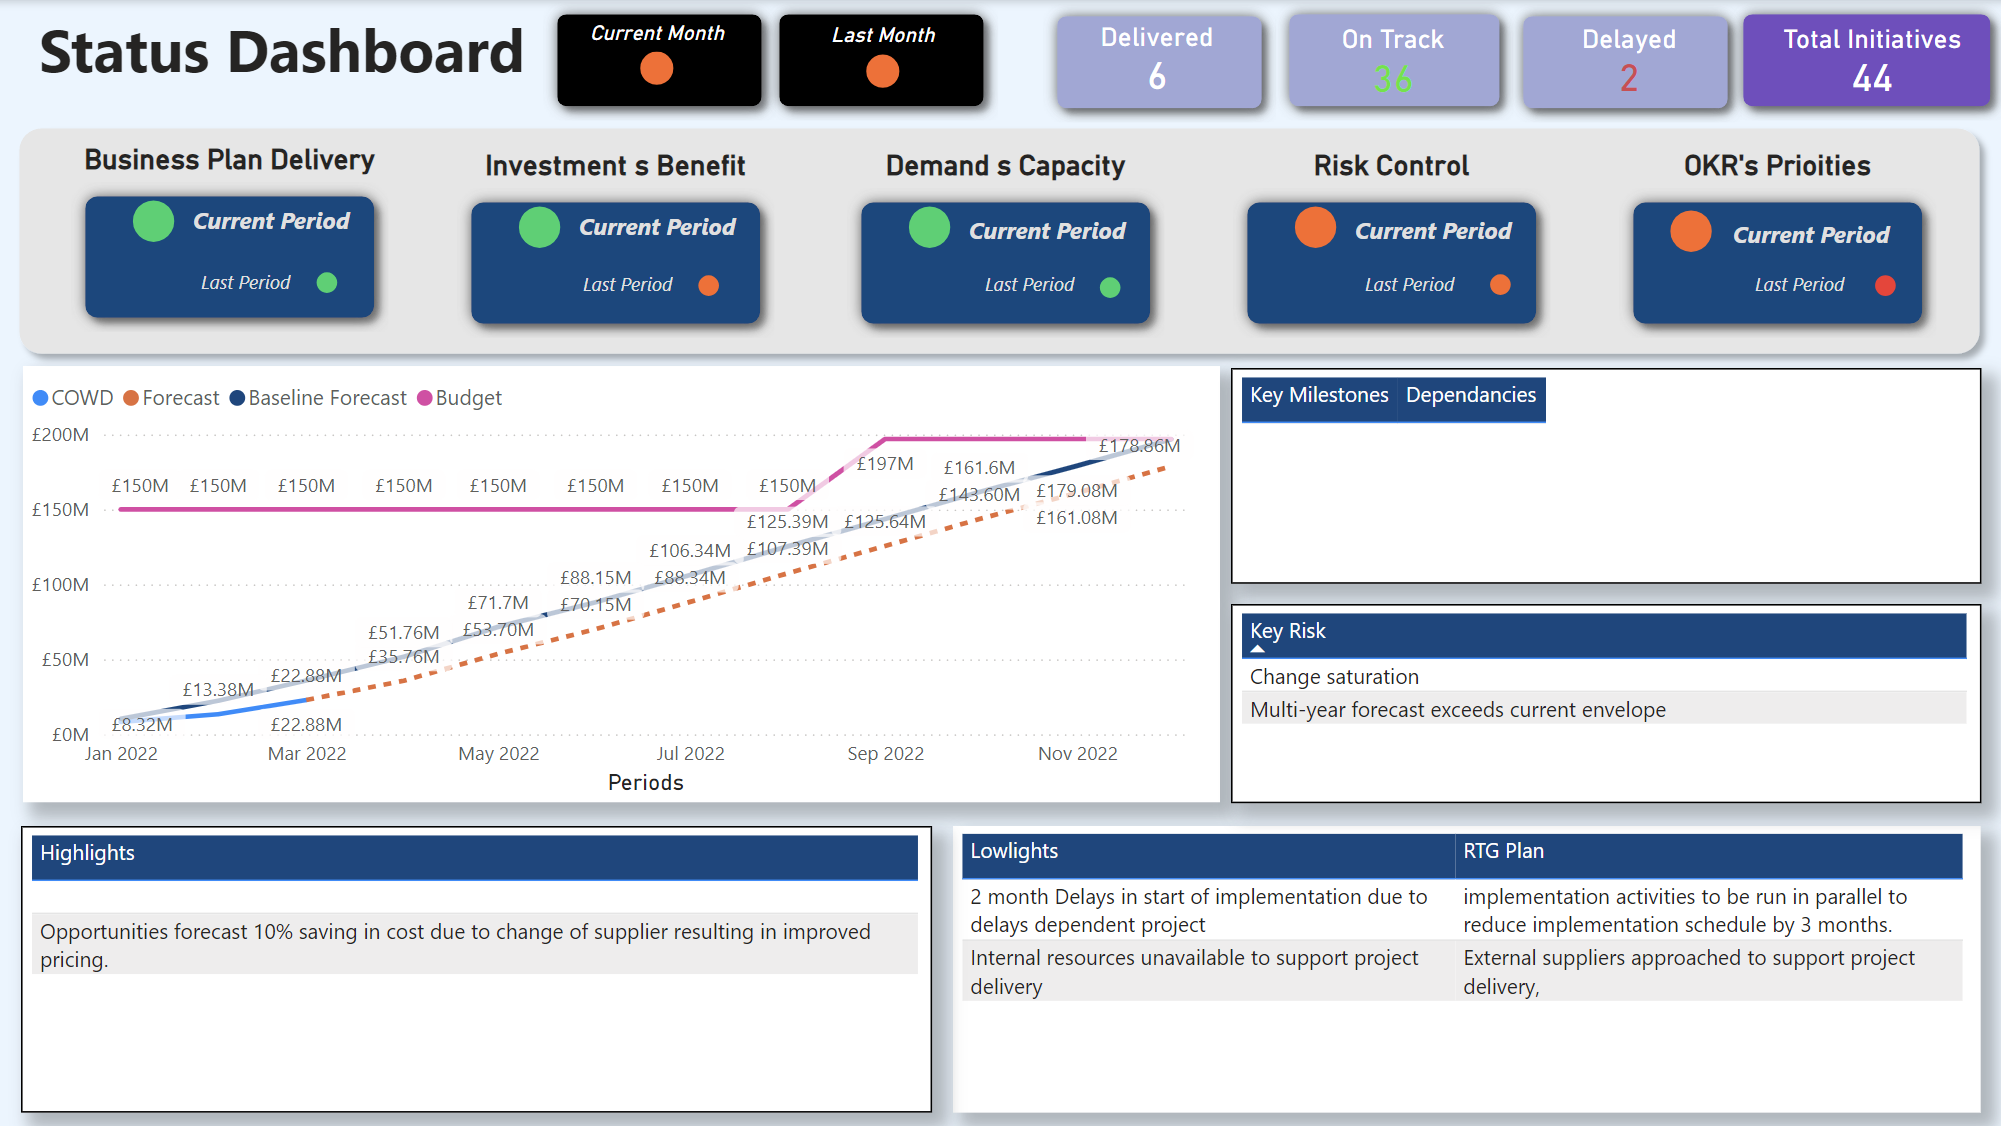 Status Dashboard
Current Month
Last Month
Delivered
6
On Track
36
Delayed
2
Total Initiatives
44
Business Plan Delivery
Current Period
Last Period
Investment s Benefit
Current Period
Last Period
Demand s Capacity
Current Period
Last Period
Risk Control
Current Period
Last Period
OKR's Prioities
Current Period
Last Period
COWD Forecast Baseline Forecast Budget
£200M
£150M
£100M
£50M
£0M
£150M £150M £150M £150M £150M £150M £150M £150M
£197M
£161.6M
£178.86M
£143.60M
£179.08M
£161.08M
£125.39M
£125.64M
£107.39M
£106.34M
£88.34M
£88.15M
£70.15M
£71.7M
£53.70M
£51.76M
£35.76M
£22.88M
£13.38M
£8.32M
£22.88M
Jan 2022 Mar 2022 May 2022 Jul 2022 Sep 2022 Nov 2022
Periods
Key Milestones Dependancies
Key Risk
Change saturation
Multi-year forecast exceeds current envelope
Highlights
Opportunities forecast 10% saving in cost due to change of supplier resulting in improved
pricing.
Lowlights
RTG Plan
2 month Delays in start of implementation due to
delays dependent project
implementation activities to be run in parallel to
reduce implementation schedule by 3 months.
Internal resources unavailable to support project
delivery
External suppliers approached to support project
delivery,